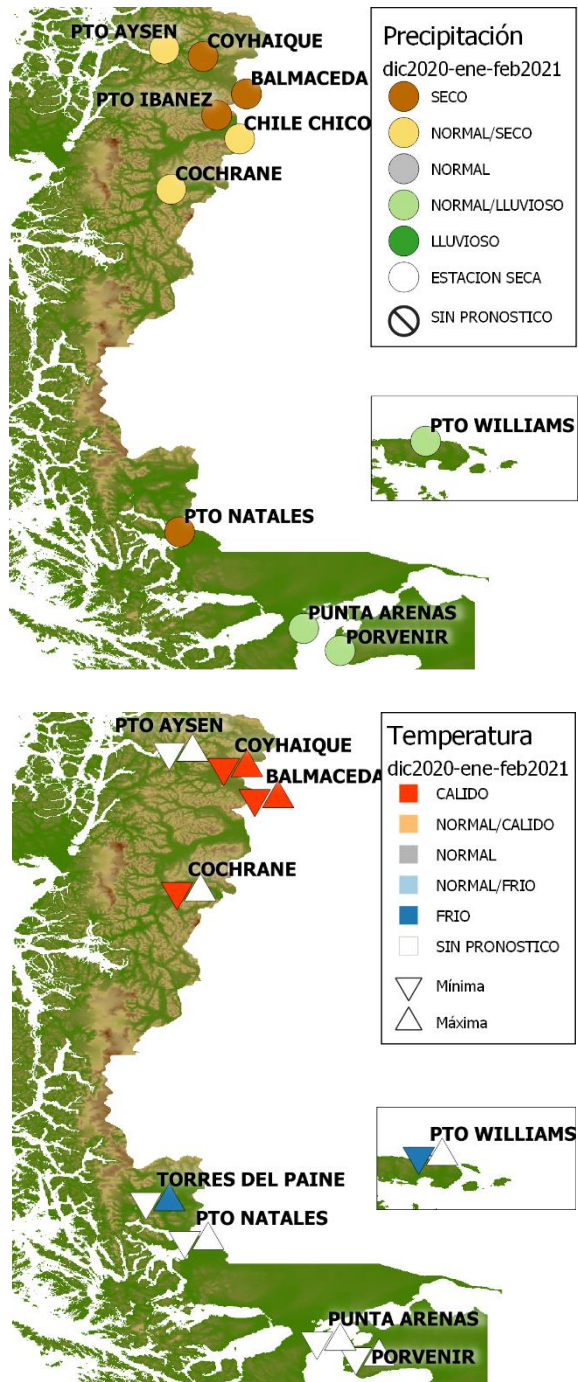 PTO AYSEN
COYHAIQUE
BALMACEDA
PTO IBANEZ
CHILE CHICO
COCHRANE
PTO NATALES
PUNTA ARENAS
PORVENIR
Precipitación
dic2020-ene-feb2021
SECO
NORMAL/SECO
NORMAL
NORMAL/LLUVIOSO
LLUVIOSO
ESTACION SECA
SIN PRONOSTICO
PTO WILLIAMS
PTO AYSEN
COYHAIQUE
BALMACEDA
COCHRANE
TORRES DEL PAINE
PTO NATALES
PUNTA ARENAS
PORVENIR
Temperatura
dic2020-ene-feb2021
CALIDO
NORMAL/CALIDO
NORMAL
NORMAL/FRIO
FRIO
SIN PRONOSTICO
Mínima
Máxima
PTO WILLIAMS